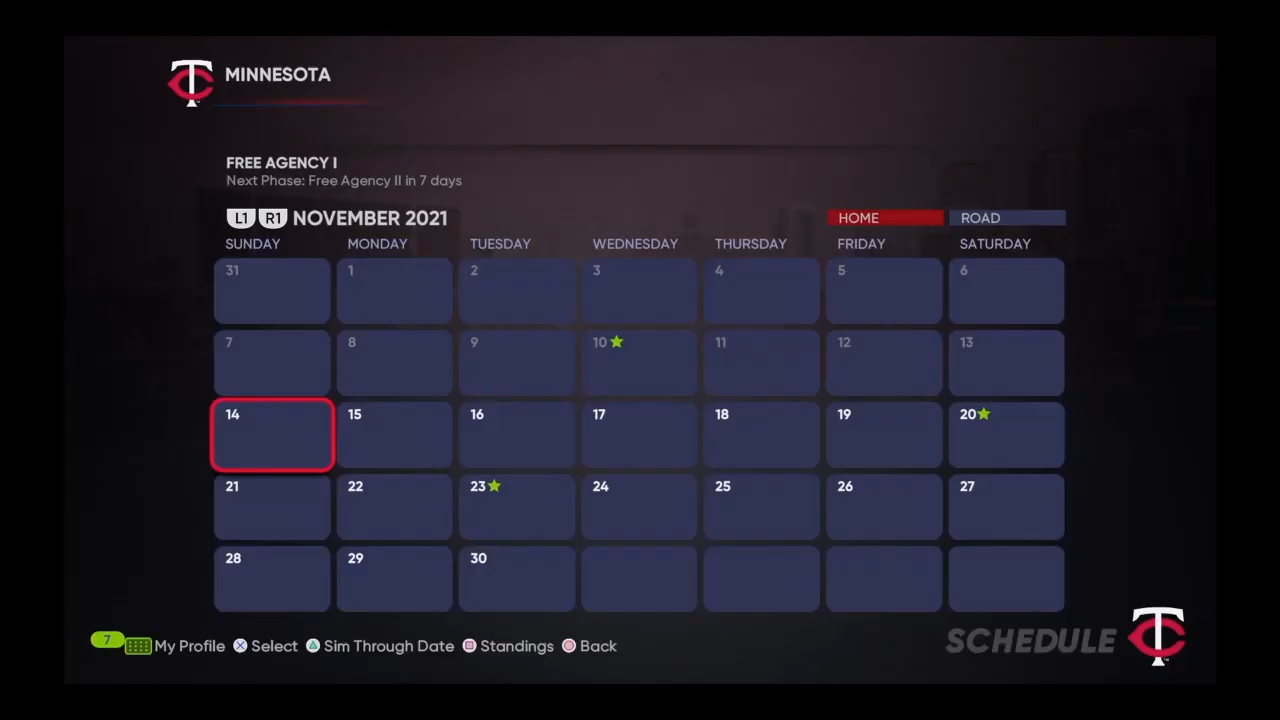 MINNESOTA
FREE AGENCY I
Next Phase: Free Agency II in 7 days
L1 R1 NOVEMBER 2021
HOME ROAD
SUNDAY MONDAY TUESDAY WEDNESDAY THURSDAY FRIDAY SATURDAY
31 1 2 3 4 5 6
7 8 9 10 11 12 13
14 15 16 17 18 19 20
21 22 23 24 25 26 27
28 29 30
7 My Profile Select Sim Through Date Standings Back
SCHEDULE TC